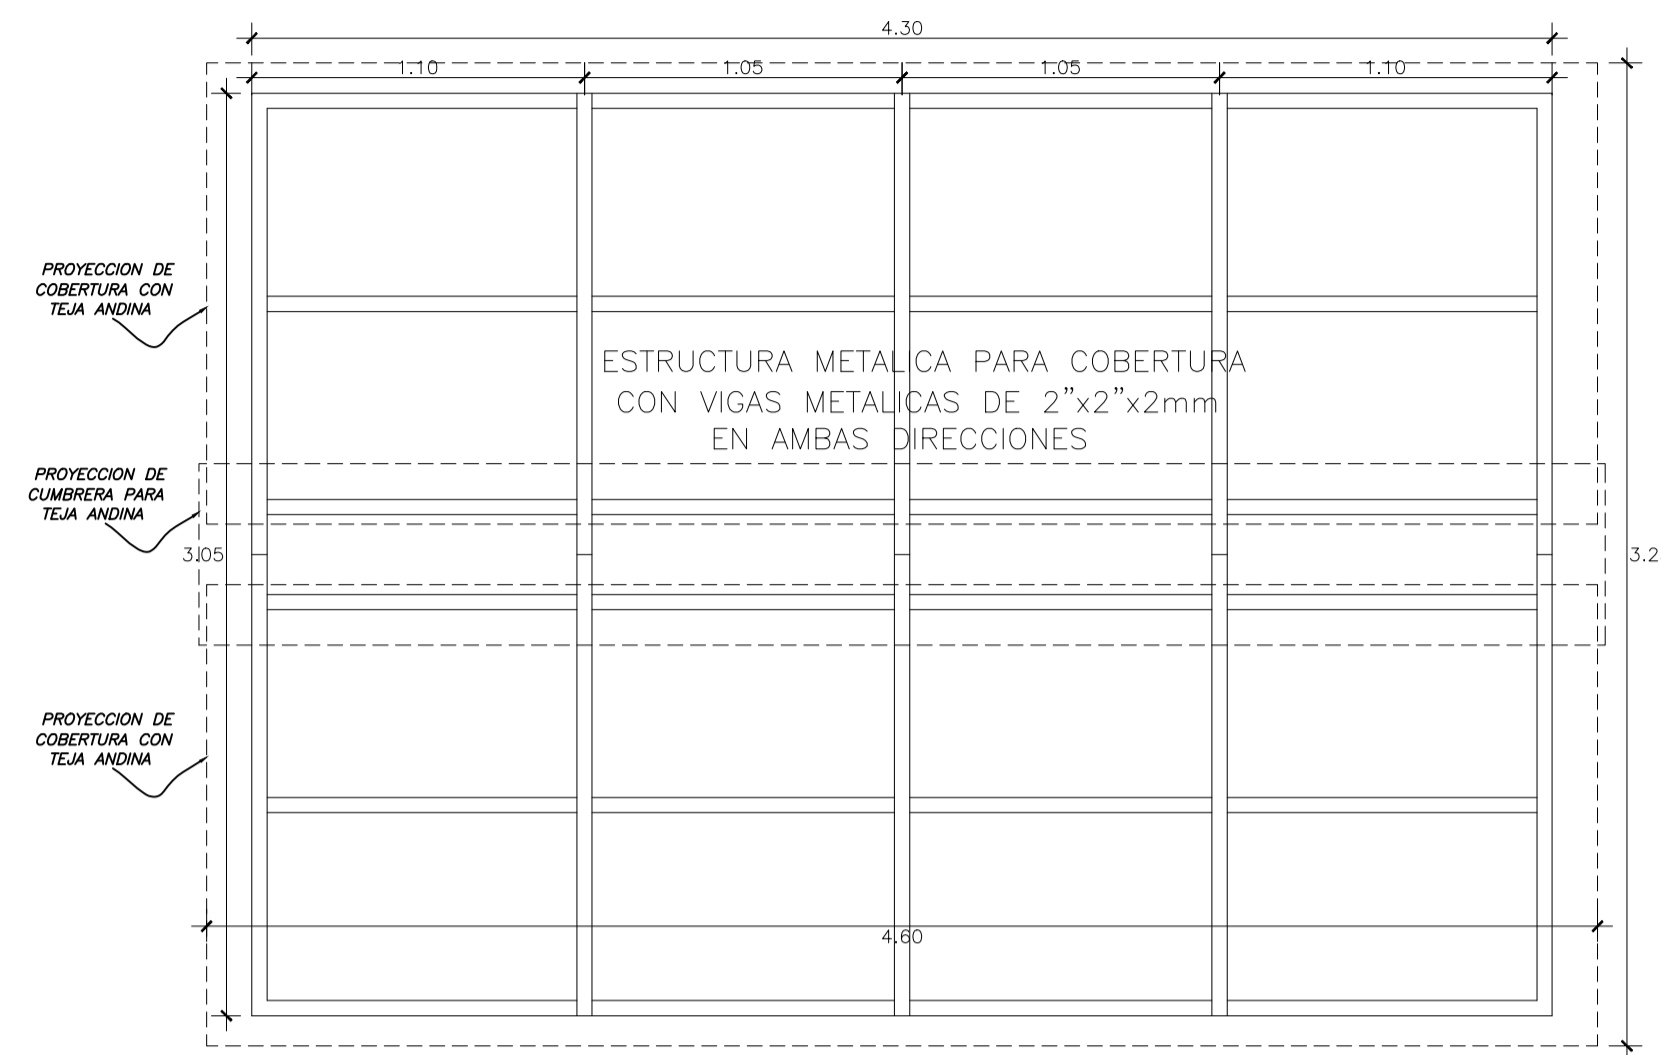 4.30
1.10 1.05 1.05 1.10
PROYECCION DE
COBERTURA CON
TEJA ANDINA
ESTRUCTURA METALICA PARA COBERTURA
CON VIGAS METALICAS DE 2”x2”x2mm
EN AMBAS DIRECCIONES
PROYECCION DE
CUMBRERA PARA
TEJA ANDINA
3.05
3.2
PROYECCION DE
COBERTURA CON
TEJA ANDINA
4.60